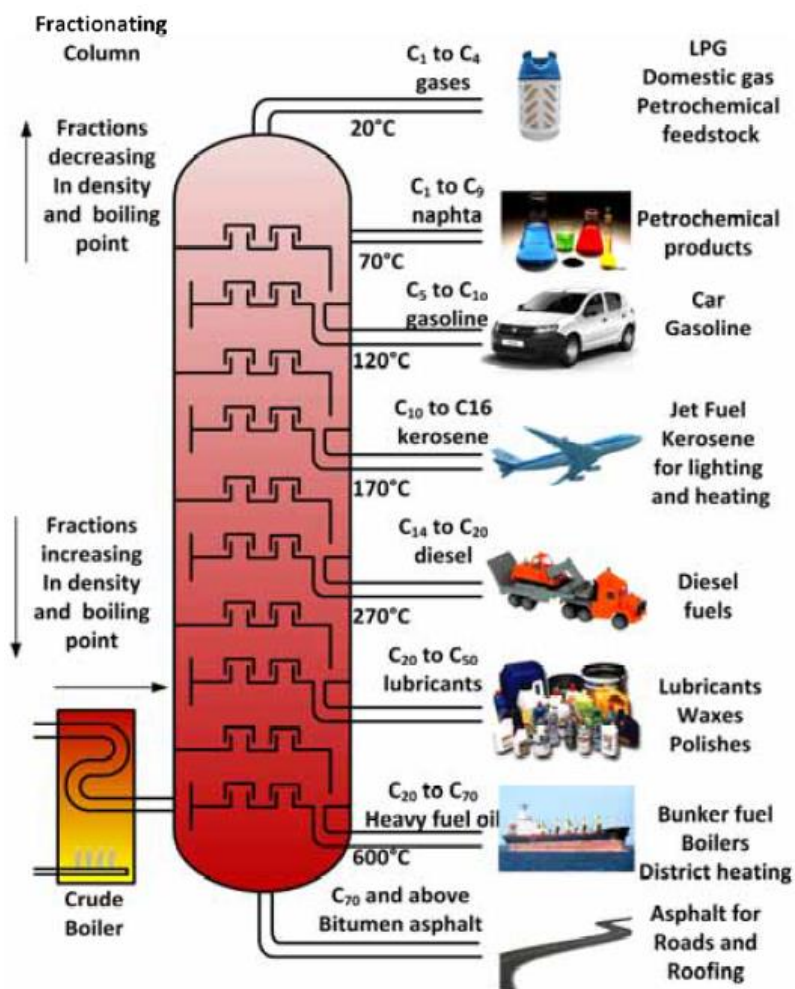 Fractionating
Column
C₁ to C₄
gases
20°C
LPG
Domestic gas
Petrochemical
feedstock
Fractions
decreasing
In density
and boiling
point
C₁ to C₉
naphta
70°C
Petrochemical
products
C₅ to C₁₀
gasoline
120°C
Car
Gasoline
C₁₀ to C16
kerosene
170°C
Jet Fuel
Kerosene
for lighting
and heating
Fractions
increasing
In density
and boiling
point
C₁₄ to C₂₀
diesel
270°C
Diesel
fuels
C₂₀ to C₅₀
lubricants
Lubricants
Waxes
Polishes
C₂₀ to C₇₀
Heavy fuel oil
600°C
Bunker fuel
Boilers
District heating
Crude
Boiler
C₇₀ and above
Bitumen asphalt
Asphalt for
Roads and
Roofing